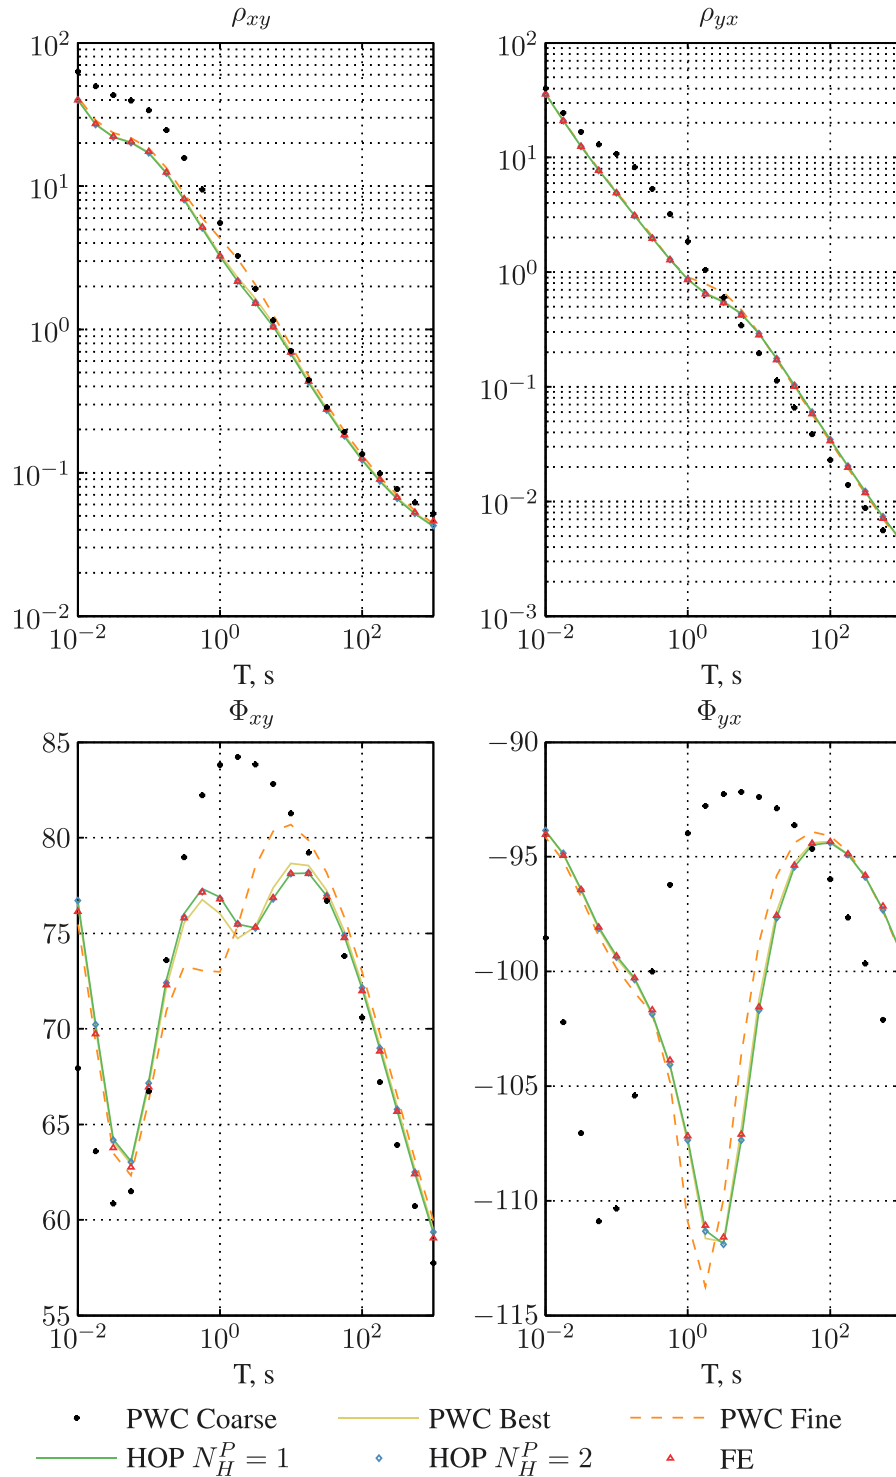 ρxy
ρyx
10^2
10^1
10^0
10^−1
10^−2
10^2
10^1
10^0
10^−1
10^−2
10^−3
10^−2 10^0 10^2
10^−2 10^0 10^2
T, s
T, s
Φxy
Φyx
85
80
75
70
65
60
55
−90
−95
−100
−105
−110
−115
10^−2 10^0 10^2
10^−2 10^0 10^2
T, s
T, s
PWC Coarse PWC Best PWC Fine
HOP N_H^P = 1 HOP N_H^P = 2 FE